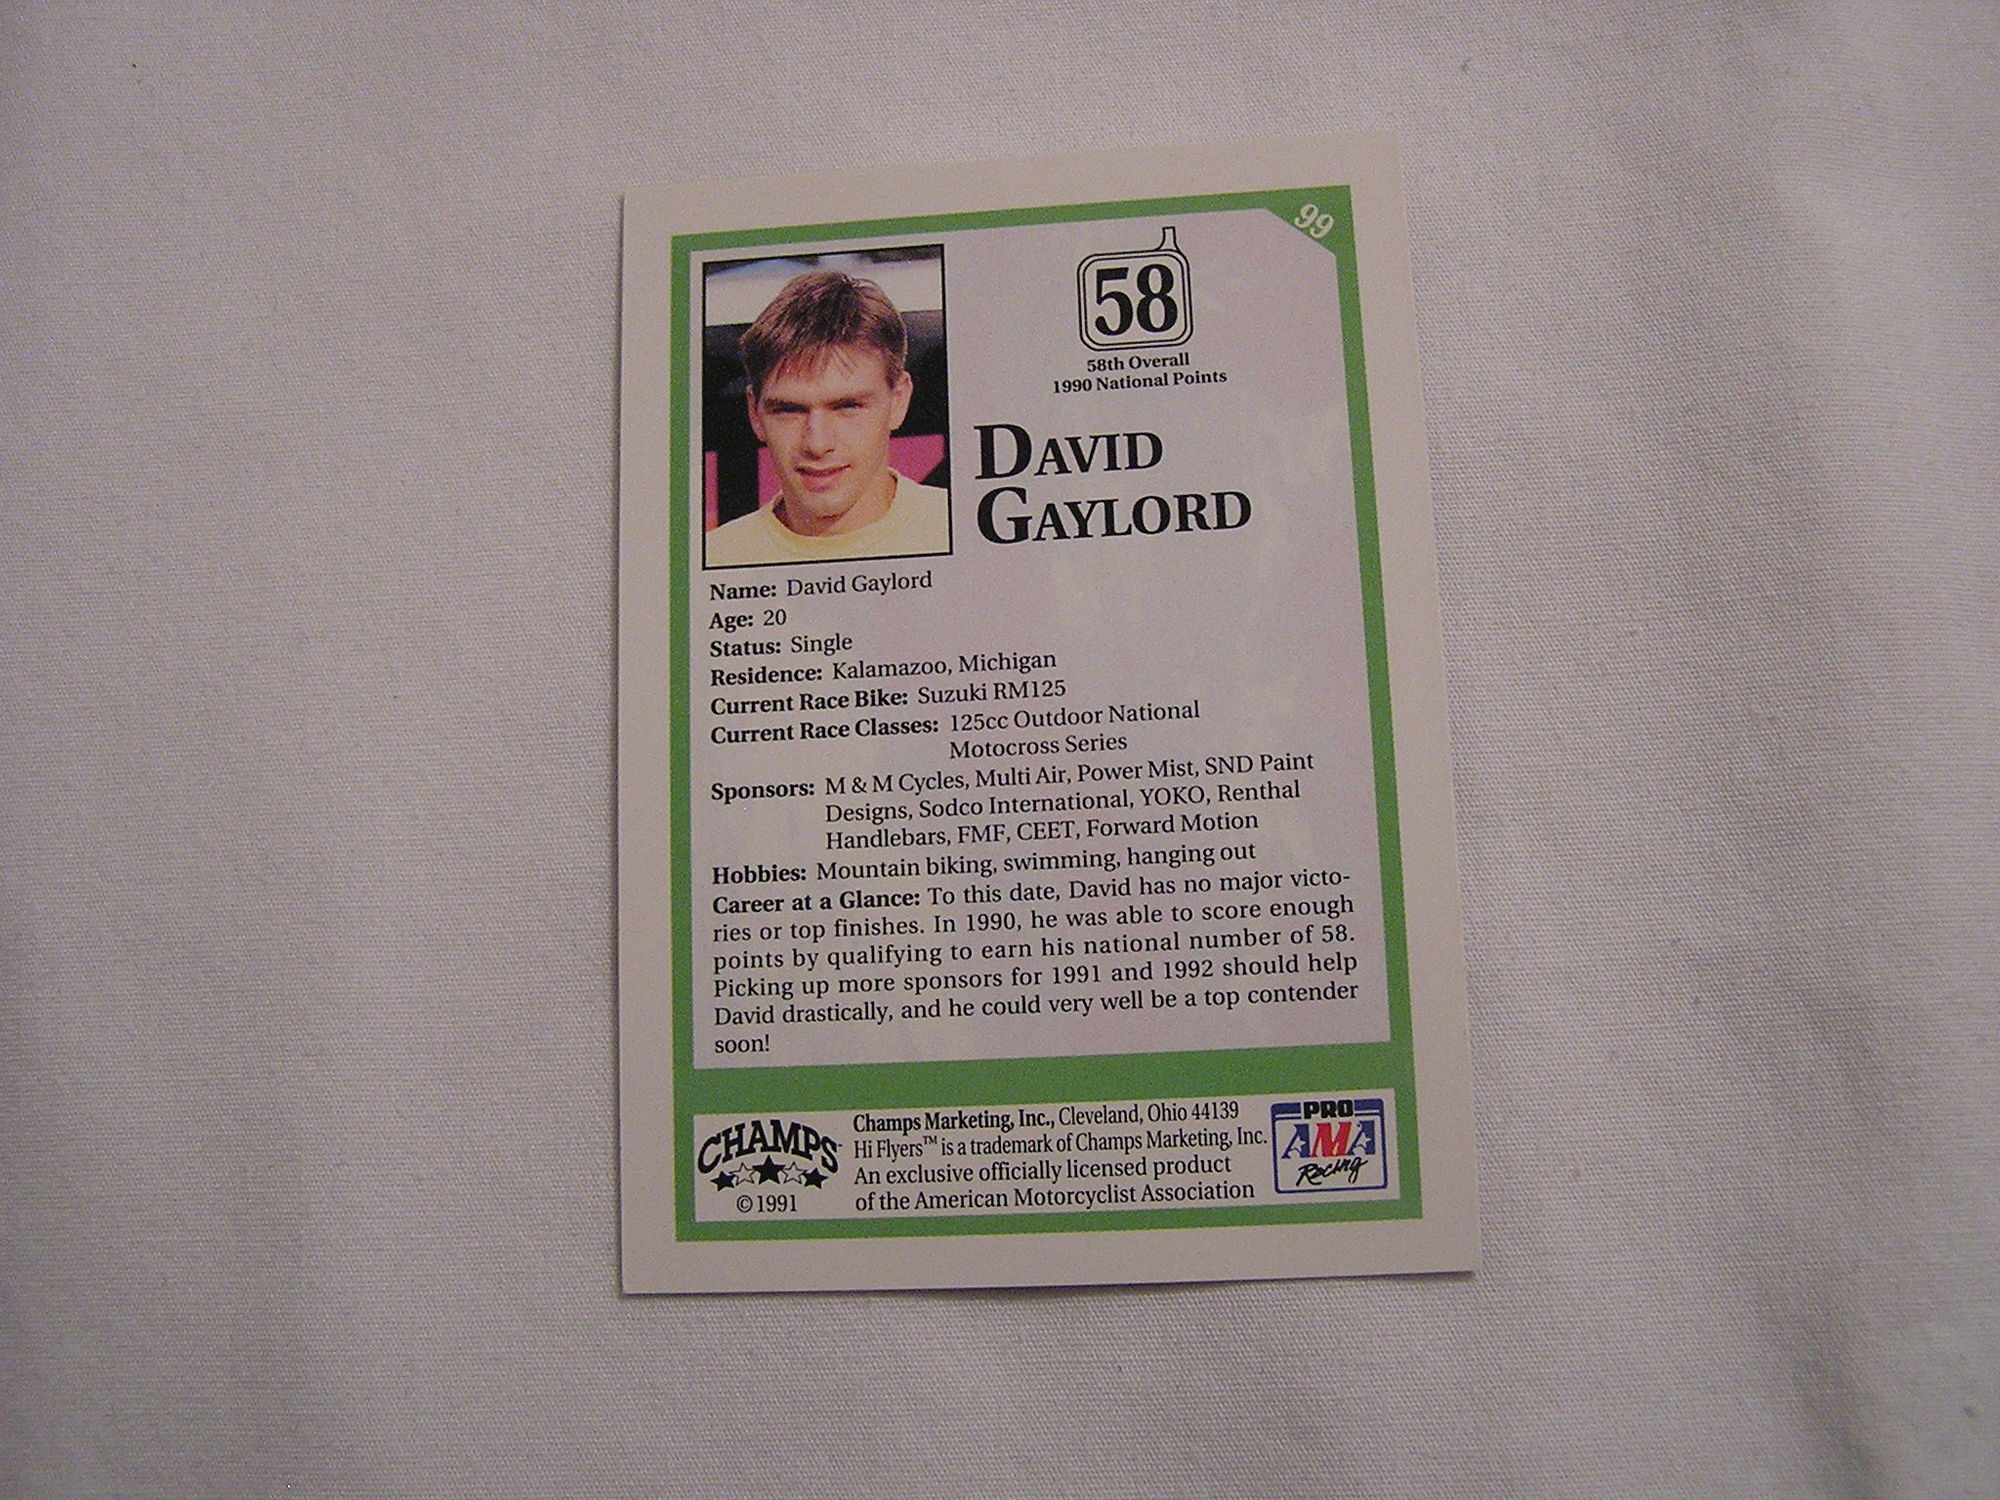 99
58
58th Overall
1990 National Points
DAVID
GAYLORD
Name: David Gaylord
Age: 20
Status: Single
Residence: Kalamazoo, Michigan
Current Race Bike: Suzuki RM125
Current Race Classes: 125cc Outdoor National
Motocross Series
Sponsors: M & M Cycles, Multi Air, Power Mist, SND Paint
Designs, Sodco International, YOKO, Renthal
Handlebars, FMF, CEET, Forward Motion
Hobbies: Mountain biking, swimming, hanging out
Career at a Glance: To this date, David has no major victo-
ries or top finishes. In 1990, he was able to score enough
points by qualifying to earn his national number of 58.
Picking up more sponsors for 1991 and 1992 should help
David drastically, and he could very well be a top contender
soon!
CHAMPS
©1991
Champs Marketing, Inc., Cleveland, Ohio 44139
Hi Flyers™ is a trademark of Champs Marketing, Inc.
An exclusive officially licensed product
of the American Motorcyclist Association
PRO
AMA
Racing